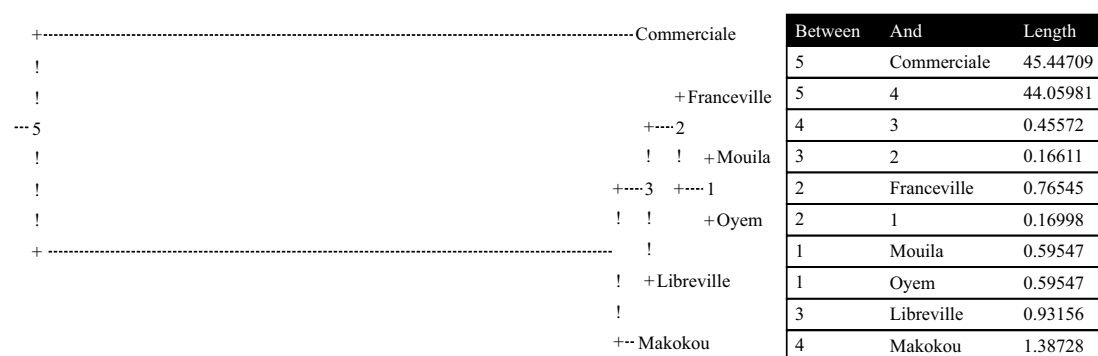 Commerciale
Franceville
2
5
Mouila
3
1
Oyem
Libreville
Makokou
Between And Length
5 Commerciale 45.44709
5 4 44.05981
4 3 0.45572
3 2 0.16611
2 Franceville 0.76545
2 1 0.16998
1 Mouila 0.59547
1 Oyem 0.59547
3 Libreville 0.93156
4 Makokou 1.38728